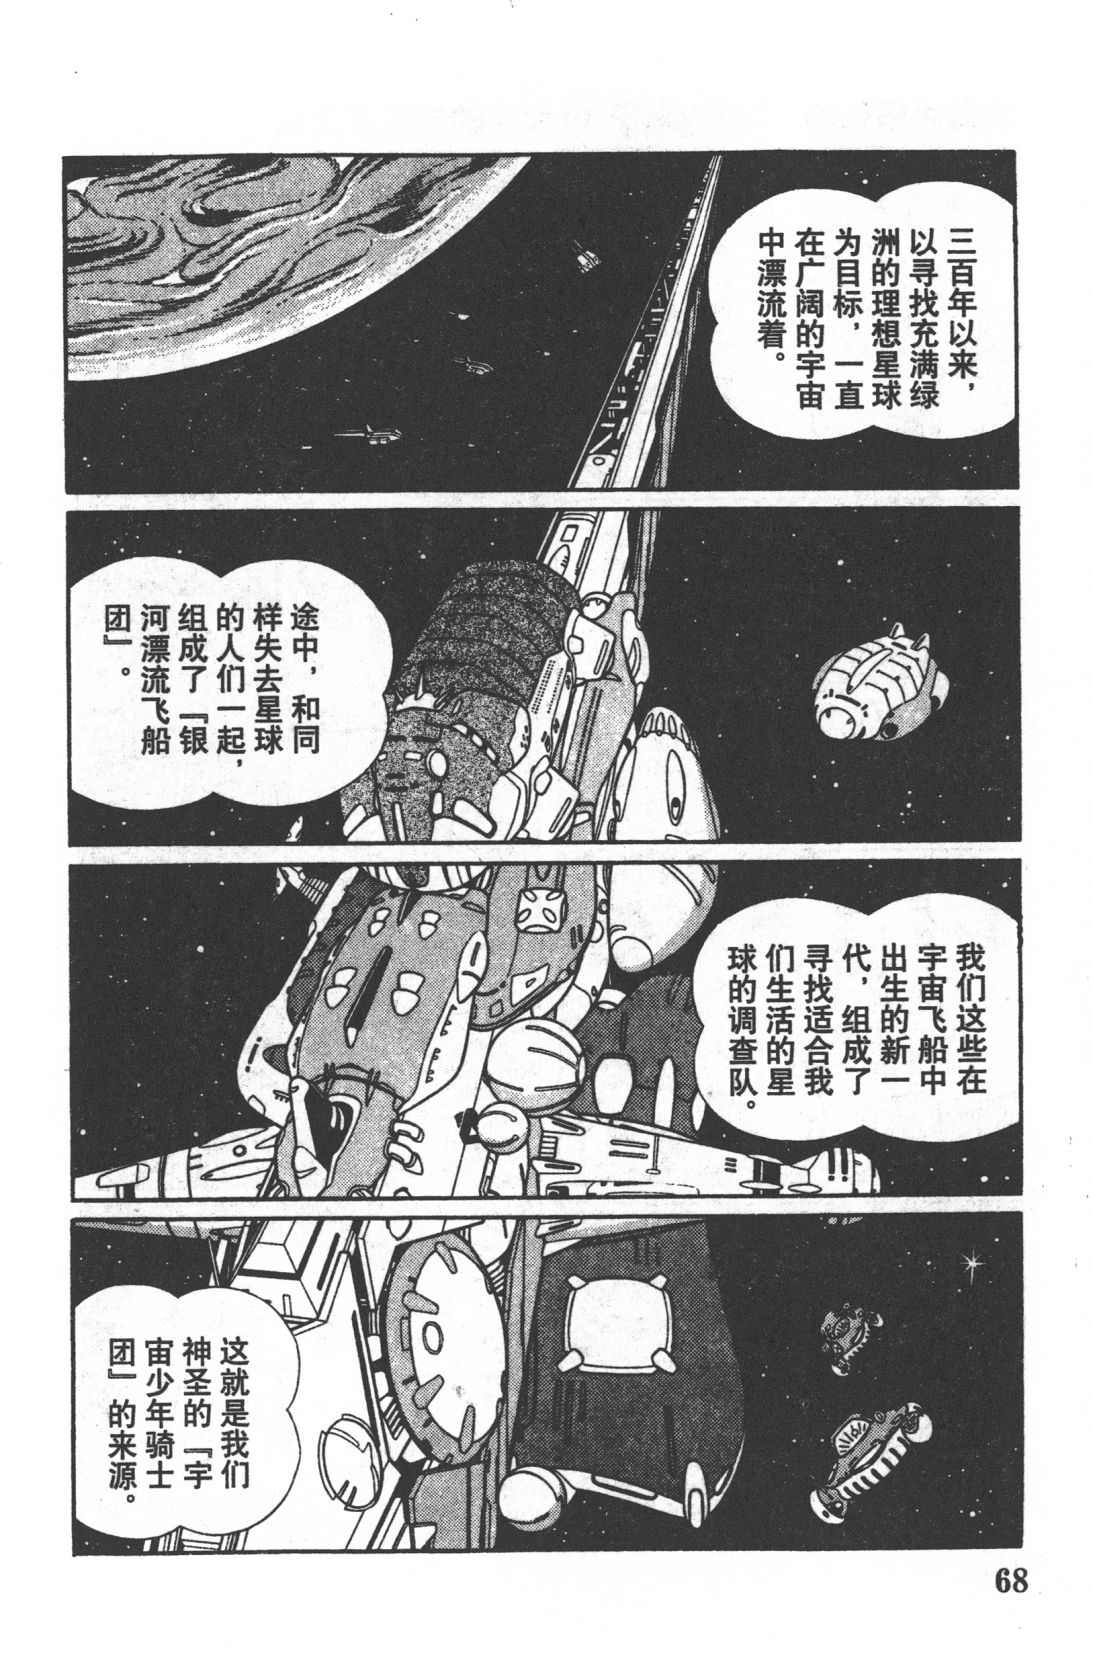 三百年以来，
以寻找充满绿
洲的理想星球
为目标，一直
在广阔的宇宙
中漂流着。
途中，和同
样失去星球
的人们一起，
组成了『银
河漂流飞船
团』。
我们这些在
宇宙飞船中
出生的新一
代，组成了
寻找适合我
们生活的星
球的调查队。
这就是我们
神圣的『宇
宙少年骑士
团』的来源。
68